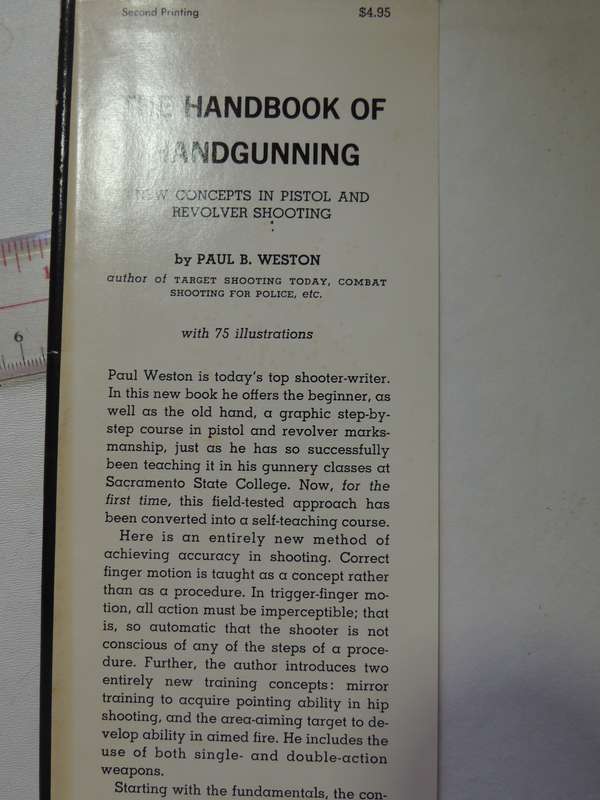 Second Printing $4.95
THE HANDBOOK OF
HANDGUNNING
NEW CONCEPTS IN PISTOL AND
REVOLVER SHOOTING
by PAUL B. WESTON
author of TARGET SHOOTING TODAY, COMBAT
SHOOTING FOR POLICE, etc.
with 75 illustrations
Paul Weston is today's top shooter-writer.
In this new book he offers the beginner, as
well as the old hand, a graphic step-by-
step course in pistol and revolver marks-
manship, just as he has so successfully
been teaching it in his gunnery classes at
Sacramento State College. Now, for the
first time, this field-tested approach has
been converted into a self-teaching course.
Here is an entirely new method of
achieving accuracy in shooting. Correct
finger motion is taught as a concept rather
than as a procedure. In trigger-finger mo-
tion, all action must be imperceptible; that
is, so automatic that the shooter is not
conscious of any of the steps of a proce-
dure. Further, the author introduces two
entirely new training concepts: mirror
training to acquire pointing ability in hip
shooting, and the area-aiming target to de-
velop ability in aimed fire. He includes the
use of both single- and double-action
weapons.
Starting with the fundamentals, the con-
1
6